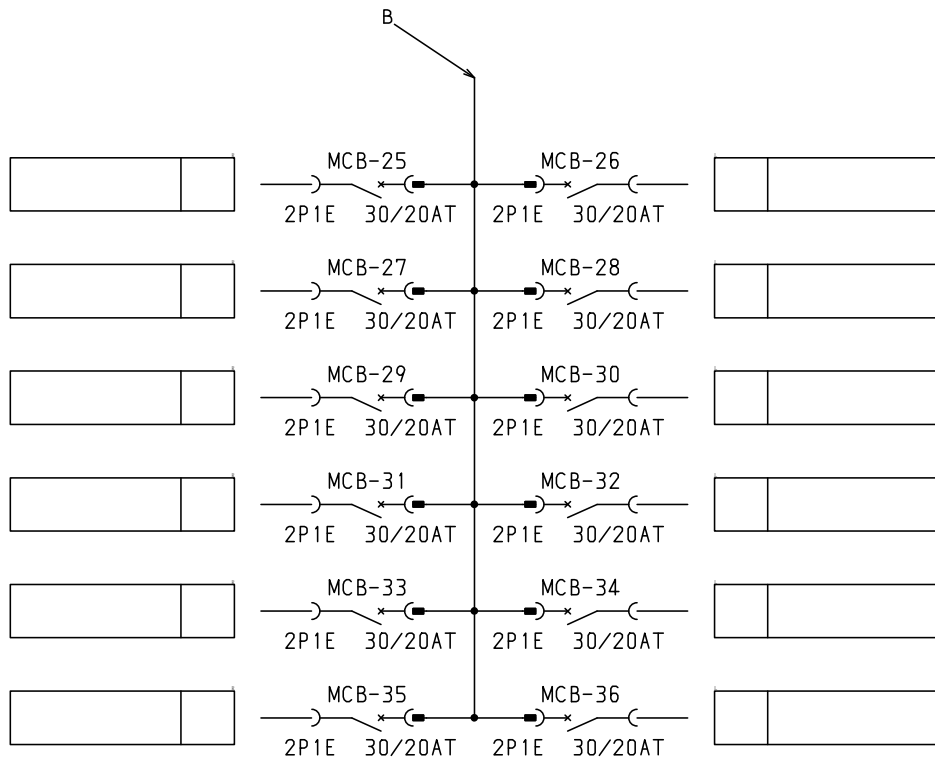 B
MCB-25 MCB-26
2P1E 30/20AT 2P1E 30/20AT
MCB-27 MCB-28
2P1E 30/20AT 2P1E 30/20AT
MCB-29 MCB-30
2P1E 30/20AT 2P1E 30/20AT
MCB-31 MCB-32
2P1E 30/20AT 2P1E 30/20AT
MCB-33 MCB-34
2P1E 30/20AT 2P1E 30/20AT
MCB-35 MCB-36
2P1E 30/20AT 2P1E 30/20AT